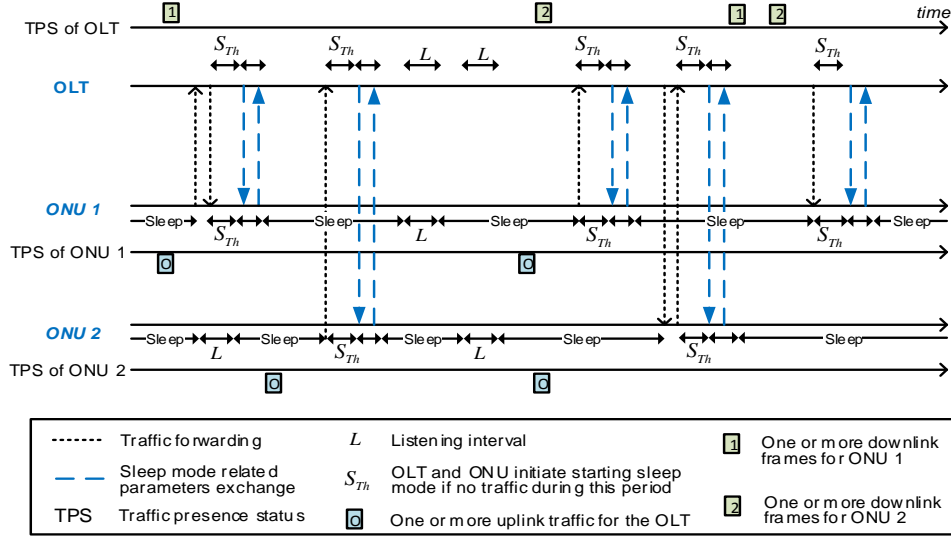 1
2
1
2
time
TPS of OLT
S_Th
S_Th
L
L
S_Th
S_Th
S_Th
OLT
ONU 1
Sleep
Sleep
Sleep
Sleep
Sleep
S_Th
L
S_Th
S_Th
TPS of ONU 1
O
O
ONU 2
Sleep
Sleep
Sleep
Sleep
Sleep
L
S_Th
L
S_Th
TPS of ONU 2
O
O
Traffic forwarding
Sleep mode related
parameters exchange
TPS Traffic presence status
L Listening interval
S_Th OLT and ONU initiate starting sleep
mode if no traffic during this period
O One or more uplink traffic for the OLT
1 One or more downlink
frames for ONU 1
2 One or more downlink
frames for ONU 2